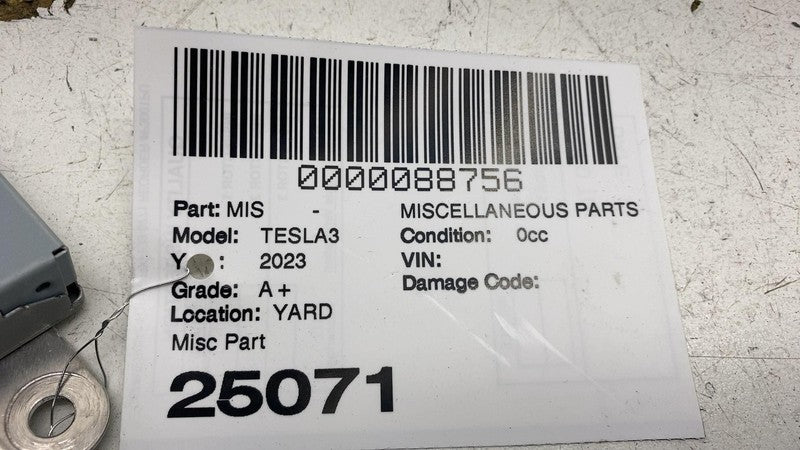 0000088756
Part: MIS - MISCELLANEOUS PARTS
Model: TESLA3 Condition: 0cc
Y : 2023 VIN:
Grade: A+ Damage Code:
Location: YARD
Misc Part
25071